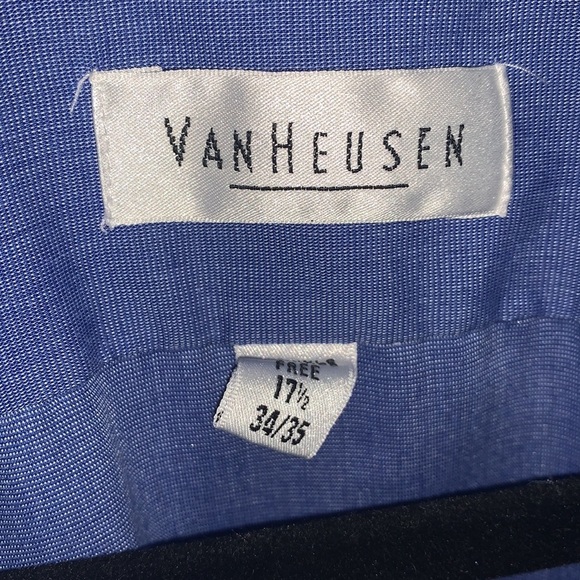 VANHEUSEN
FREE
17½
34/35